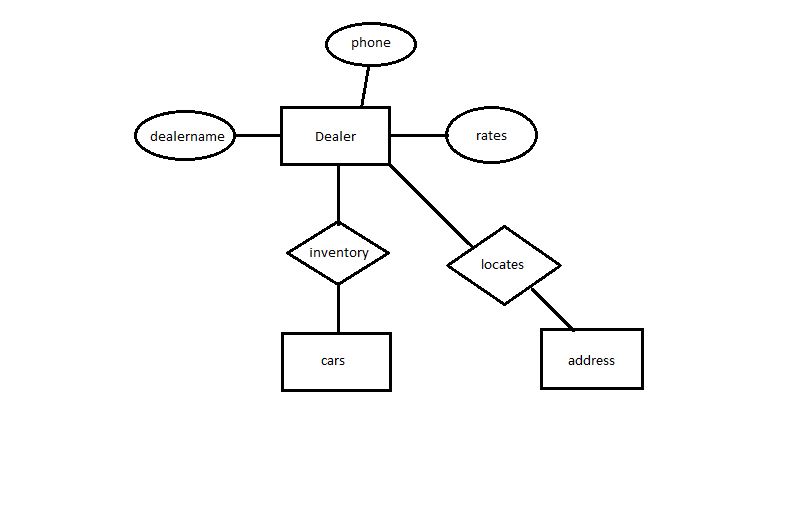 phone
dealername
Dealer
rates
inventory
locates
cars
address